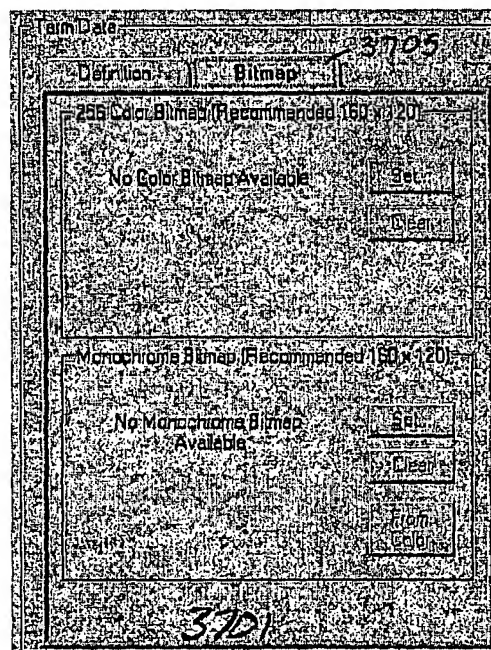 Term Data
3705
Definition Bitmap
256 Color Bitmap (Recommended 160 x 120)
No Color Bitmap Available
Set...
Clear
Monochrome Bitmap (Recommended 160 x 120)
No Monochrome Bitmap
Available
Set...
Clear
From
Color
3701